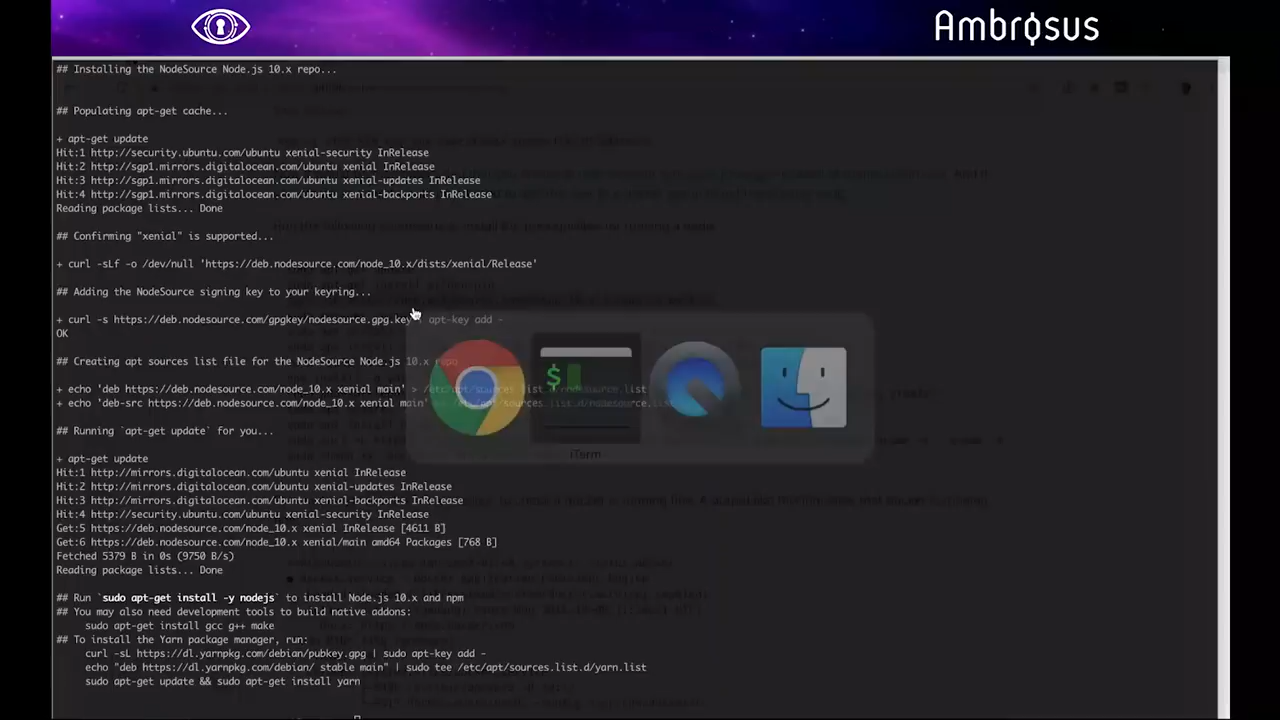 Ambrosus
## Installing the NodeSource Node.js 10.x repo...
## Populating apt-get cache...
+ apt-get update
Hit:1 http://security.ubuntu.com/ubuntu xenial-security InRelease
Hit:2 http://sgp1.mirrors.digitalocean.com/ubuntu xenial InRelease
Hit:3 http://sgp1.mirrors.digitalocean.com/ubuntu xenial-updates InRelease
Hit:4 http://sgp1.mirrors.digitalocean.com/ubuntu xenial-backports InRelease
Reading package lists... Done
## Confirming "xenial" is supported...
+ curl -sLf -o /dev/null 'https://deb.nodesource.com/node_10.x/dists/xenial/Release'
## Adding the NodeSource signing key to your keyring...
+ curl -s https://deb.nodesource.com/gpgkey/nodesource.gpg.key | apt-key add -
OK
## Creating apt sources list file for the NodeSource Node.js 10.x repo
+ echo 'deb https://deb.nodesource.com/node_10.x xenial main' > /etc/apt/sources.list.d/nodesource.list
+ echo 'deb-src https://deb.nodesource.com/node_10.x xenial main' >> /etc/apt/sources.list.d/nodesource.list
## Running `apt-get update` for you...
+ apt-get update
iTerm
Hit:1 http://mirrors.digitalocean.com/ubuntu xenial InRelease
Hit:2 http://mirrors.digitalocean.com/ubuntu xenial-updates InRelease
Hit:3 http://mirrors.digitalocean.com/ubuntu xenial-backports InRelease
Hit:4 http://security.ubuntu.com/ubuntu xenial-security InRelease
Get:5 https://deb.nodesource.com/node_10.x xenial InRelease [4611 B]
Get:6 https://deb.nodesource.com/node_10.x xenial/main amd64 Packages [768 B]
Fetched 5379 B in 0s (9750 B/s)
Reading package lists... Done
## Run `sudo apt-get install -y nodejs` to install Node.js 10.x and npm
## You may also need development tools to build native addons:
sudo apt-get install gcc g++ make
## To install the Yarn package manager, run:
curl -sL https://dl.yarnpkg.com/debian/pubkey.gpg | sudo apt-key add -
echo "deb https://dl.yarnpkg.com/debian/ stable main" | sudo tee /etc/apt/sources.list.d/yarn.list
sudo apt-get update && sudo apt-get install yarn